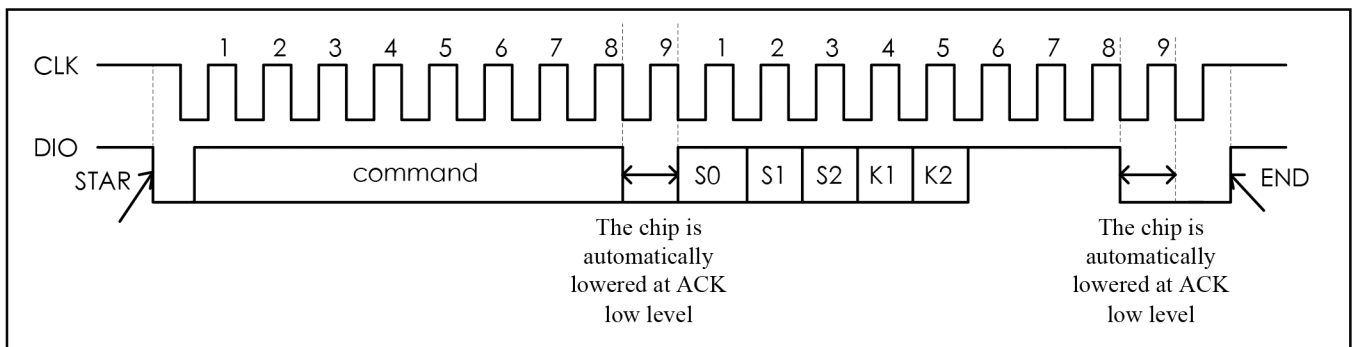 1 2 3 4 5 6 7 8 9 1 2 3 4 5 6 7 8 9
CLK
DIO
STAR
command
S0 S1 S2 K1 K2
END
The chip is
automatically
lowered at ACK
low level
The chip is
automatically
lowered at ACK
low level